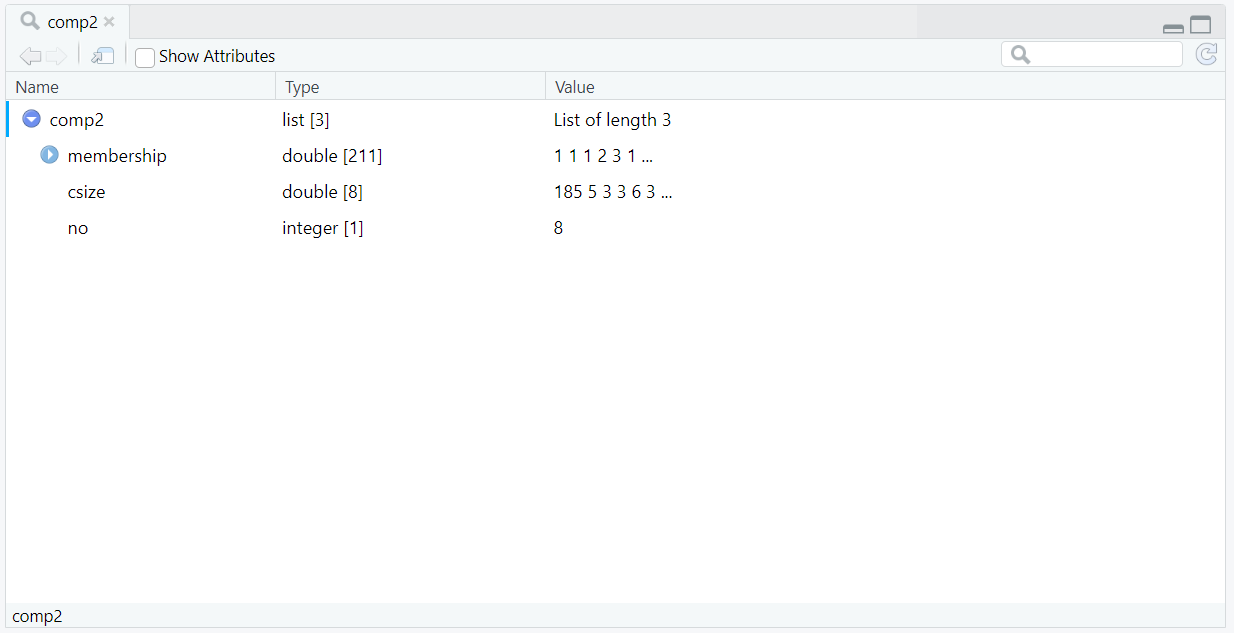 comp2
Show Attributes
Name Type Value
comp2 list [3] List of length 3
membership double [211] 1 1 1 2 3 1 ...
csize double [8] 185 5 3 3 6 3 ...
no integer [1] 8
comp2